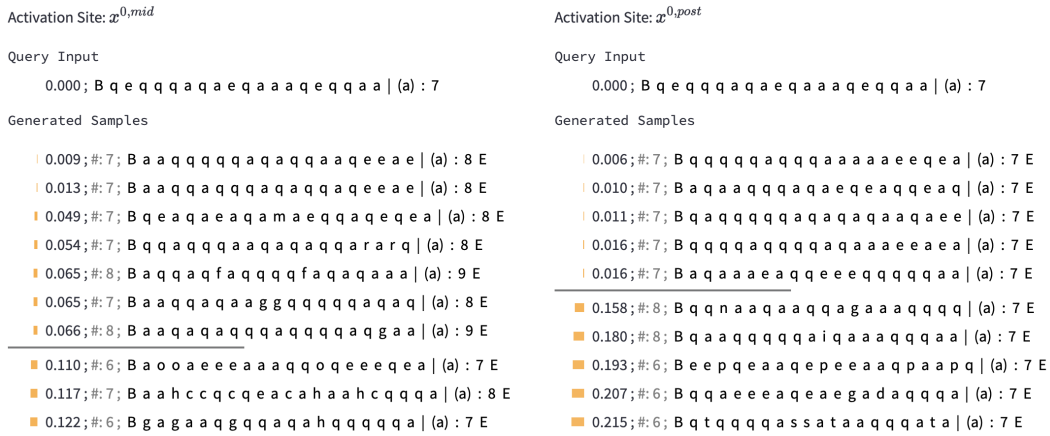 Activation Site: x^{0,mid}
Query Input
0.000 ; B q e q q q a q a e q a a a q e q q a a | (a) : 7
Generated Samples
0.009 ; #: 7 ; B a a q q q q q a q a q q a a q e e a e | (a) : 8 E
0.013 ; #: 7 ; B a a q q a q q q a q a q q a q e e a e | (a) : 8 E
0.049 ; #: 7 ; B q e a q a e a q a m a e q q a q e q e a | (a) : 8 E
0.054 ; #: 7 ; B q q a q q q a a q a q a q q a r a r q | (a) : 8 E
0.065 ; #: 8 ; B a q q a q f a q q q q f a q a q a a a | (a) : 9 E
0.065 ; #: 7 ; B a a q q a q a a g g q q q q q a q a q | (a) : 8 E
0.066 ; #: 8 ; B a a q a q a q q a q q q q q a q g a a | (a) : 9 E
0.110 ; #: 6 ; B a o o a e e e a a a q q o q e e e q e a | (a) : 7 E
0.117 ; #: 7 ; B a a h c c q c q e a c a h a a h c q q q a | (a) : 8 E
0.122 ; #: 6 ; B g a g a a q g q q a q a h q q q q q a | (a) : 7 E
Activation Site: x^{0,post}
Query Input
0.000 ; B q e q q q a q a e q a a a q e q q a a | (a) : 7
Generated Samples
0.006 ; #: 7 ; B q q q q q a q q q a a a a a e e q e a | (a) : 7 E
0.010 ; #: 7 ; B a q a a q q q a q a e q e a q q e a q | (a) : 7 E
0.011 ; #: 7 ; B q a q q q q q a q a q a q a a q a e e | (a) : 7 E
0.016 ; #: 7 ; B q q q q q a q q q q a q a a a e e a e a | (a) : 7 E
0.016 ; #: 7 ; B a q a a a e a q q e e e q q q q q a a | (a) : 7 E
0.158 ; #: 8 ; B q q n a a q a a q q a g a a a q q q q | (a) : 7 E
0.180 ; #: 8 ; B q a a q q q q q a i q a a a q q q a a | (a) : 7 E
0.193 ; #: 6 ; B e e p q e a a q e p e e a a q p a a p q | (a) : 7 E
0.207 ; #: 6 ; B q q a e e e a q e a e g a d a q q q a | (a) : 7 E
0.215 ; #: 6 ; B q t q q q q a s s a t a a q q q a t a | (a) : 7 E